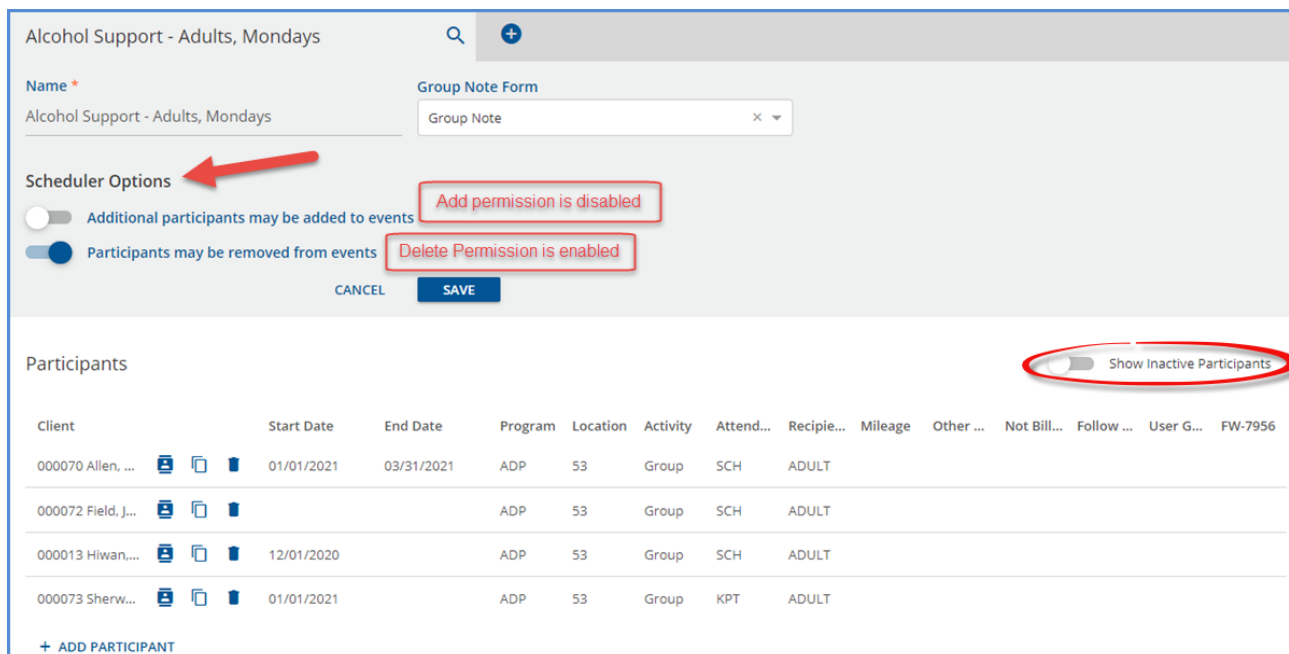 Alcohol Support - Adults, Mondays
Name * Group Note Form
Alcohol Support - Adults, Mondays Group Note
Scheduler Options
Additional participants may be added to events Add permission is disabled
Participants may be removed from events Delete Permission is enabled
CANCEL SAVE
Participants Show Inactive Participants
Client Start Date End Date Program Location Activity Attend... Recipie... Mileage Other ... Not Bill... Follow ... User G... FW-7956
000070 Allen, ... 01/01/2021 03/31/2021 ADP 53 Group SCH ADULT
000072 Field, J... ADP 53 Group SCH ADULT
000013 Hiwan,... 12/01/2020 ADP 53 Group SCH ADULT
000073 Sherw... 01/01/2021 ADP 53 Group KPT ADULT
+ ADD PARTICIPANT